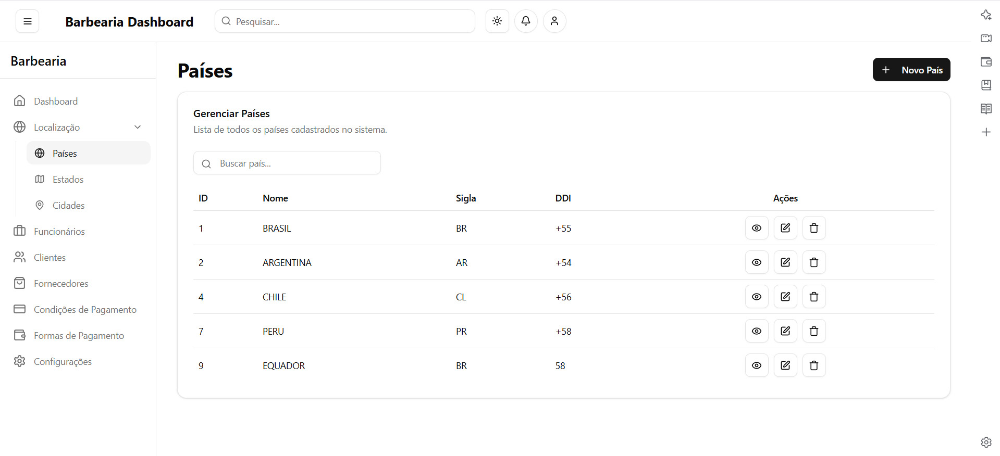 Barbearia Dashboard
Pesquisar...
Barbearia
Dashboard
Localização
Países
Estados
Cidades
Funcionários
Clientes
Fornecedores
Condições de Pagamento
Formas de Pagamento
Configurações
Países
Novo País
Gerenciar Países
Lista de todos os países cadastrados no sistema.
Buscar país...
ID Nome Sigla DDI Ações
1 BRASIL BR +55
2 ARGENTINA AR +54
4 CHILE CL +56
7 PERU PR +58
9 EQUADOR BR 58